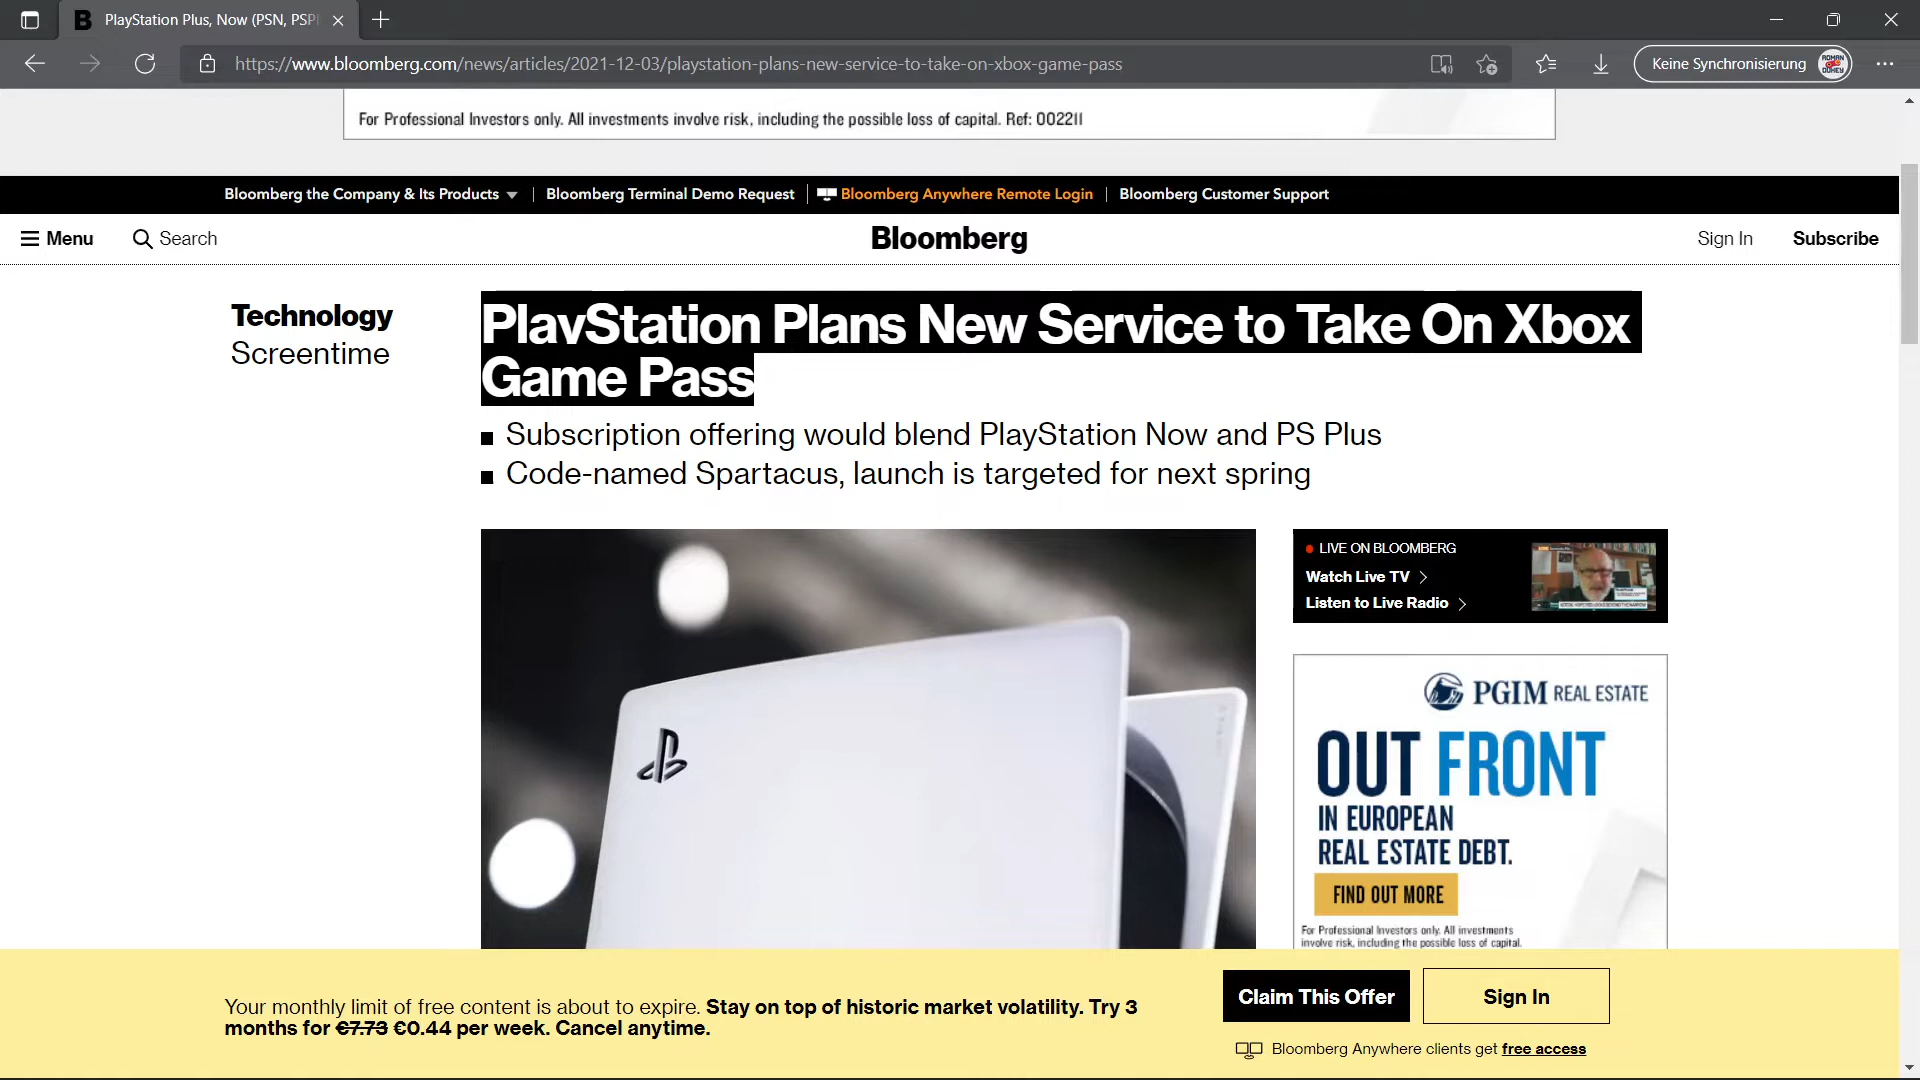 PlayStation Plus, Now (PSN, PSP
Keine Synchronisierung
https://www.bloomberg.com/news/articles/2021-12-03/playstation-plans-new-service-to-take-on-xbox-game-pass
For Professional Investors only. All investments involve risk, including the possible loss of capital. Ref: 002211
Bloomberg the Company & Its Products | Bloomberg Terminal Demo Request | Bloomberg Anywhere Remote Login | Bloomberg Customer Support
Menu Search Bloomberg Sign In Subscribe
Technology
Screentime
PlayStation Plans New Service to Take On Xbox
Game Pass
Subscription offering would blend PlayStation Now and PS Plus
Code-named Spartacus, launch is targeted for next spring
LIVE ON BLOOMBERG
Watch Live TV
Listen to Live Radio
PGIM REAL ESTATE
OUT FRONT
IN EUROPEAN
REAL ESTATE DEBT.
FIND OUT MORE
For Professional Investors only. All investments
involve risk, including the possible loss of capital.
Your monthly limit of free content is about to expire. Stay on top of historic market volatility. Try 3
months for €7.73 €0.44 per week. Cancel anytime.
Claim This Offer
Sign In
Bloomberg Anywhere clients get free access